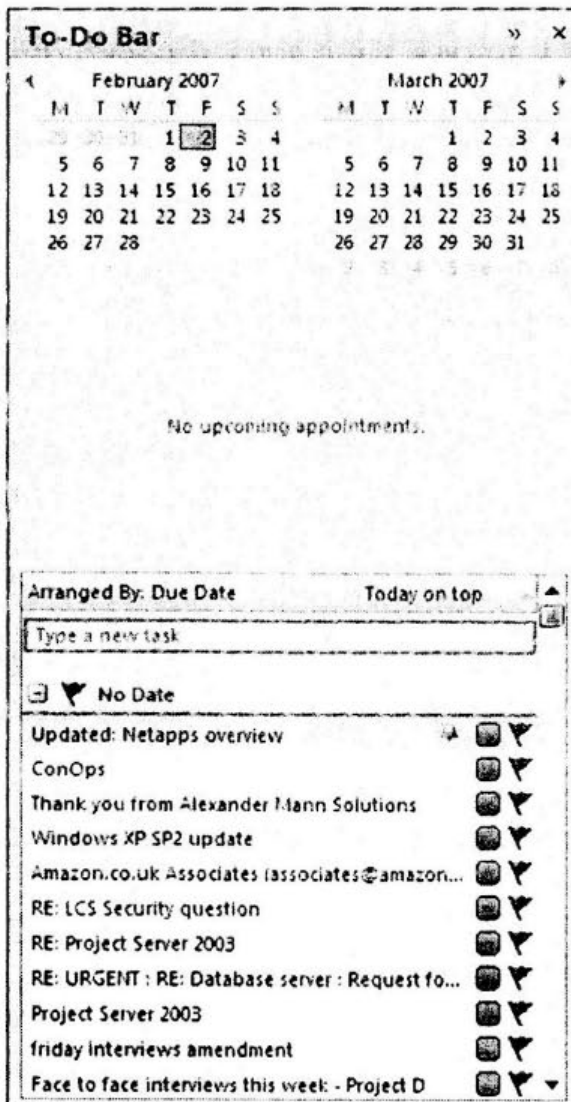 To-Do Bar » ×
February 2007 March 2007
M T W T F S S M T W T F S S
29 30 31 1 2 3 4 1 2 3 4
5 6 7 8 9 10 11 5 6 7 8 9 10 11
12 13 14 15 16 17 18 12 13 14 15 16 17 18
19 20 21 22 23 24 25 19 20 21 22 23 24 25
26 27 28 26 27 28 29 30 31
No upcoming appointments.
Arranged By: Due Date Today on top
Type a new task
No Date
Updated: Netapps overview
ConOps
Thank you from Alexander Mann Solutions
Windows XP SP2 update
Amazon.co.uk Associates (associates@amazon...
RE: LCS Security question
RE: Project Server 2003
RE: URGENT : RE: Database server : Request fo...
Project Server 2003
friday interviews amendment
Face to face interviews this week - Project D